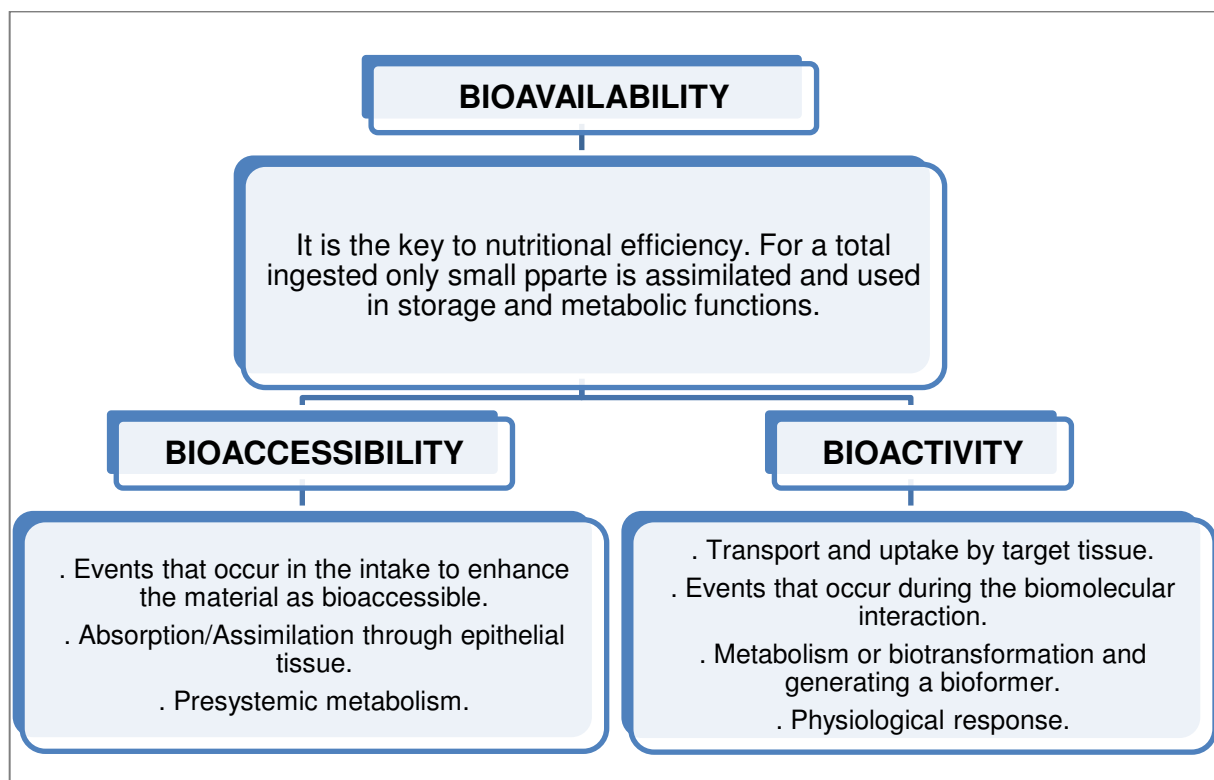 BIOAVAILABILITY
It is the key to nutritional efficiency. For a total
ingested only small pparte is assimilated and used
in storage and metabolic functions.
BIOACCESSIBILITY
. Events that occur in the intake to enhance
the material as bioaccessible.
. Absorption/Assimilation through epithelial
tissue.
. Presystemic metabolism.
BIOACTIVITY
. Transport and uptake by target tissue.
. Events that occur during the biomolecular
interaction.
. Metabolism or biotransformation and
generating a bioformer.
. Physiological response.